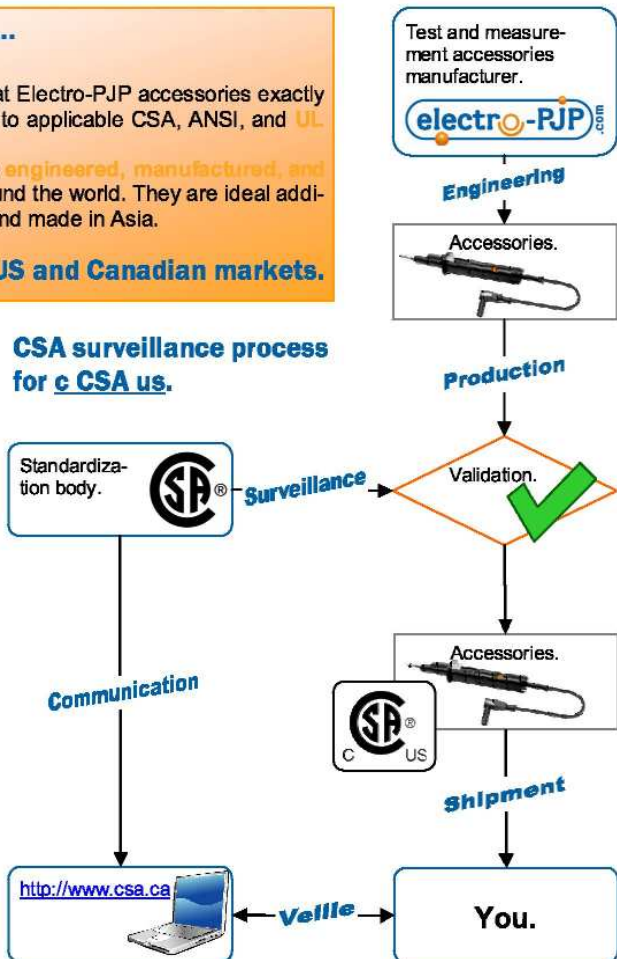 ..
at Electro-PJP accessories exactly
to applicable CSA, ANSI, and UL
engineered, manufactured, and
und the world. They are ideal addi-
nd made in Asia.
US and Canadian markets.
Test and measure-
ment accessories
manufacturer.
electro-PJP.com
Engineering
Accessories.
CSA surveillance process
for c CSA us.
Production
Standardiza-
tion body.
CSA®
Surveillance
Validation.
Accessories.
Communication
CSA®
C US
Shipment
http://www.csa.ca
Veille
You.